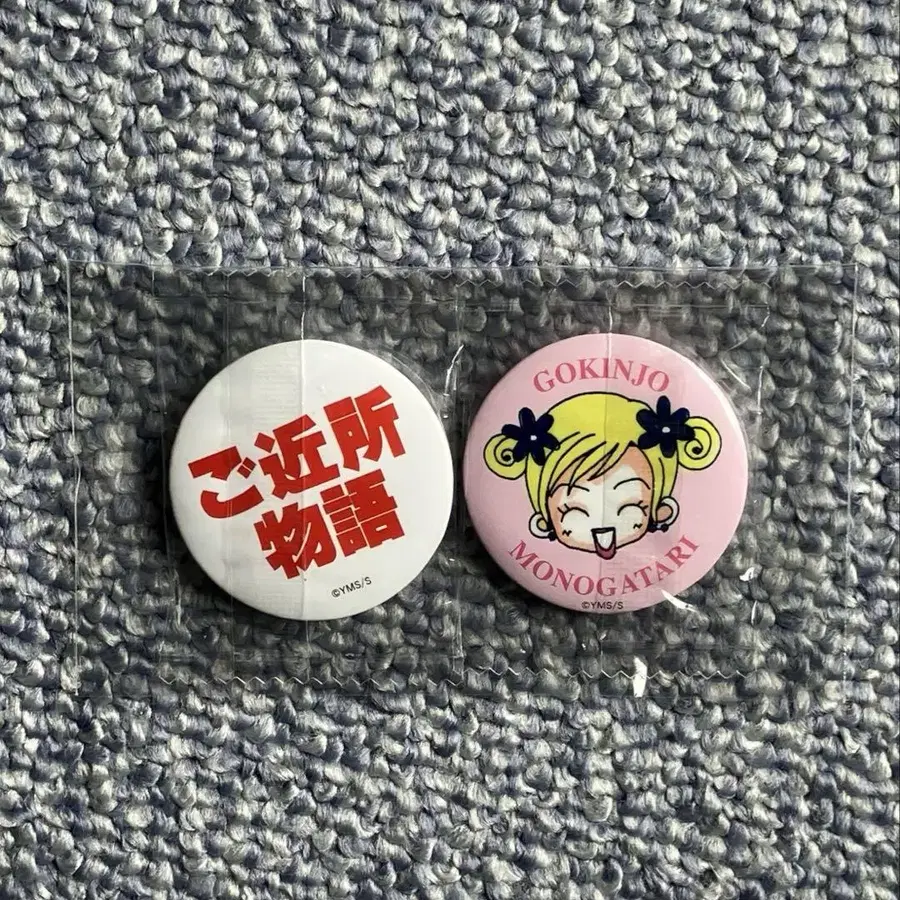 ご近所
物語
©YMS/S
GOKINJO
MONOGATARI
©YMS/S